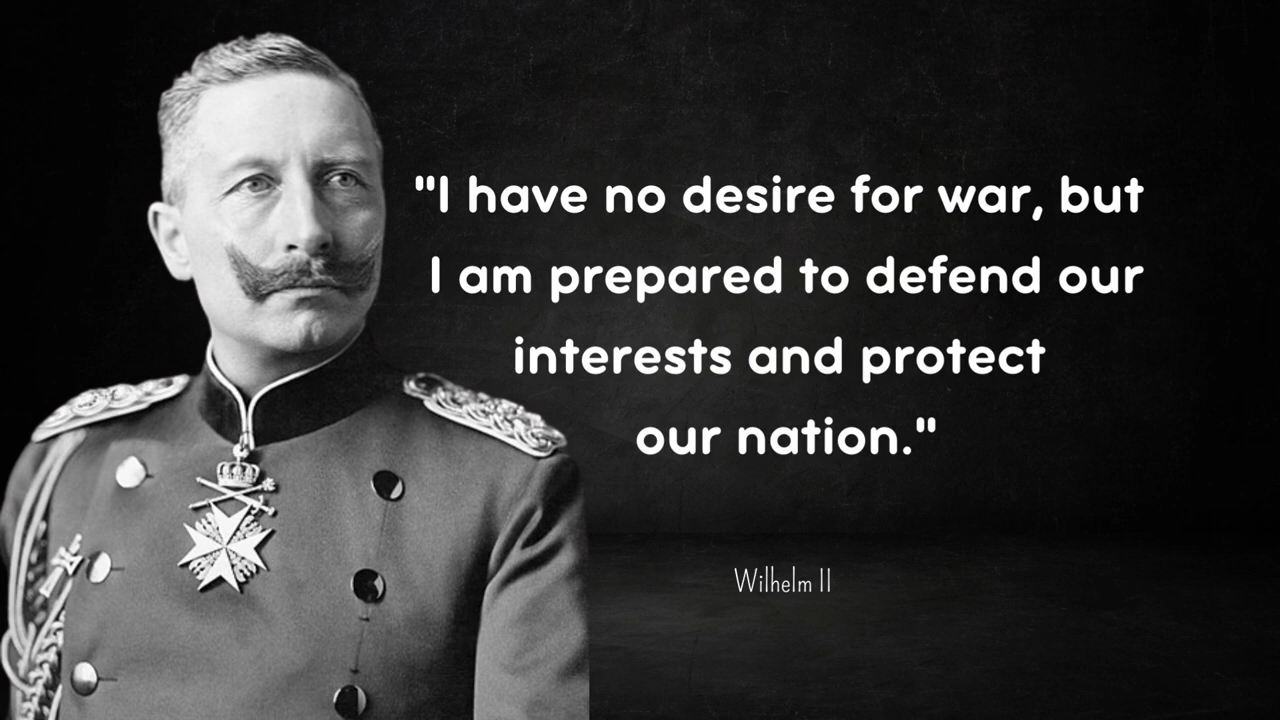 "I have no desire for war, but
I am prepared to defend our
interests and protect
our nation."
Wilhelm II